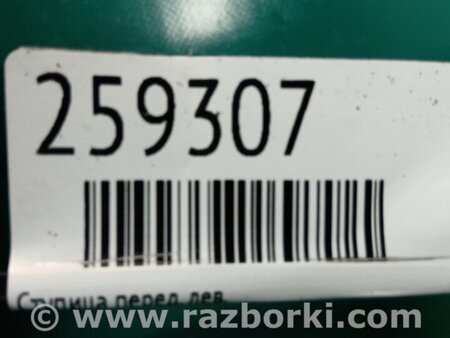 259307
Ступица перед. лев.
© www.razborki.com